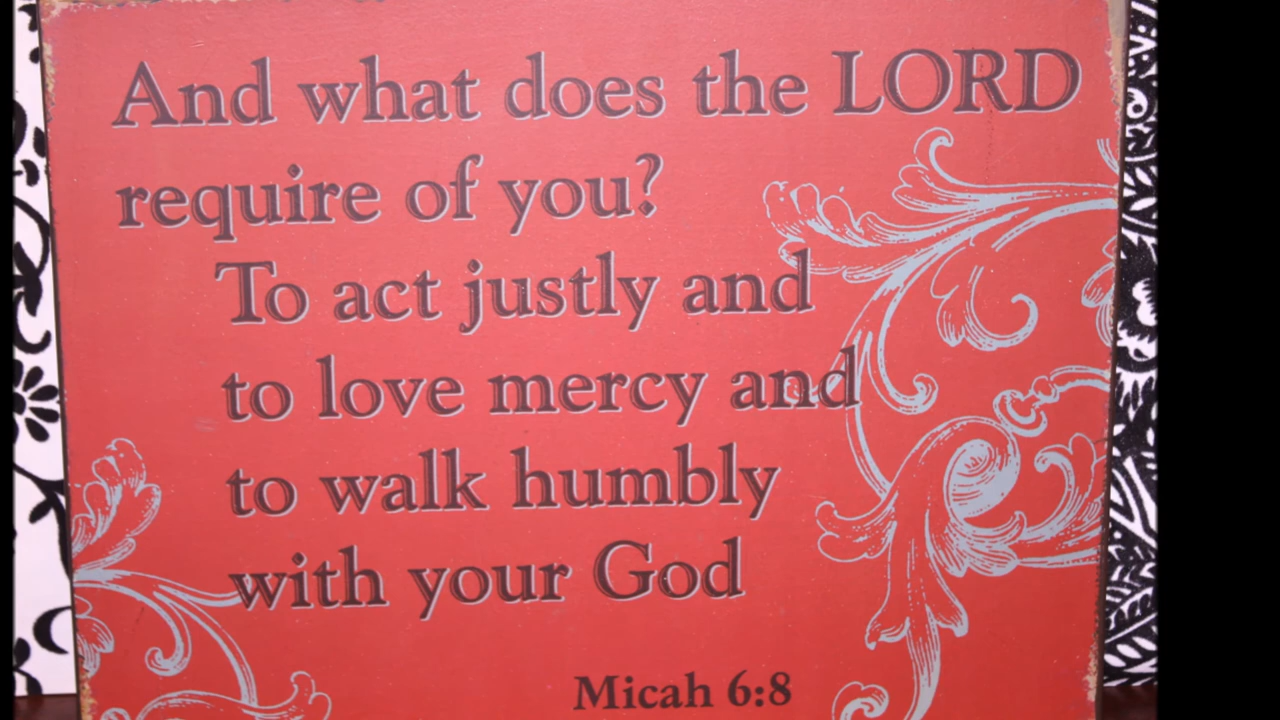 And what does the LORD
require of you?
To act justly and
to love mercy and
to walk humbly
with your God
Micah 6:8